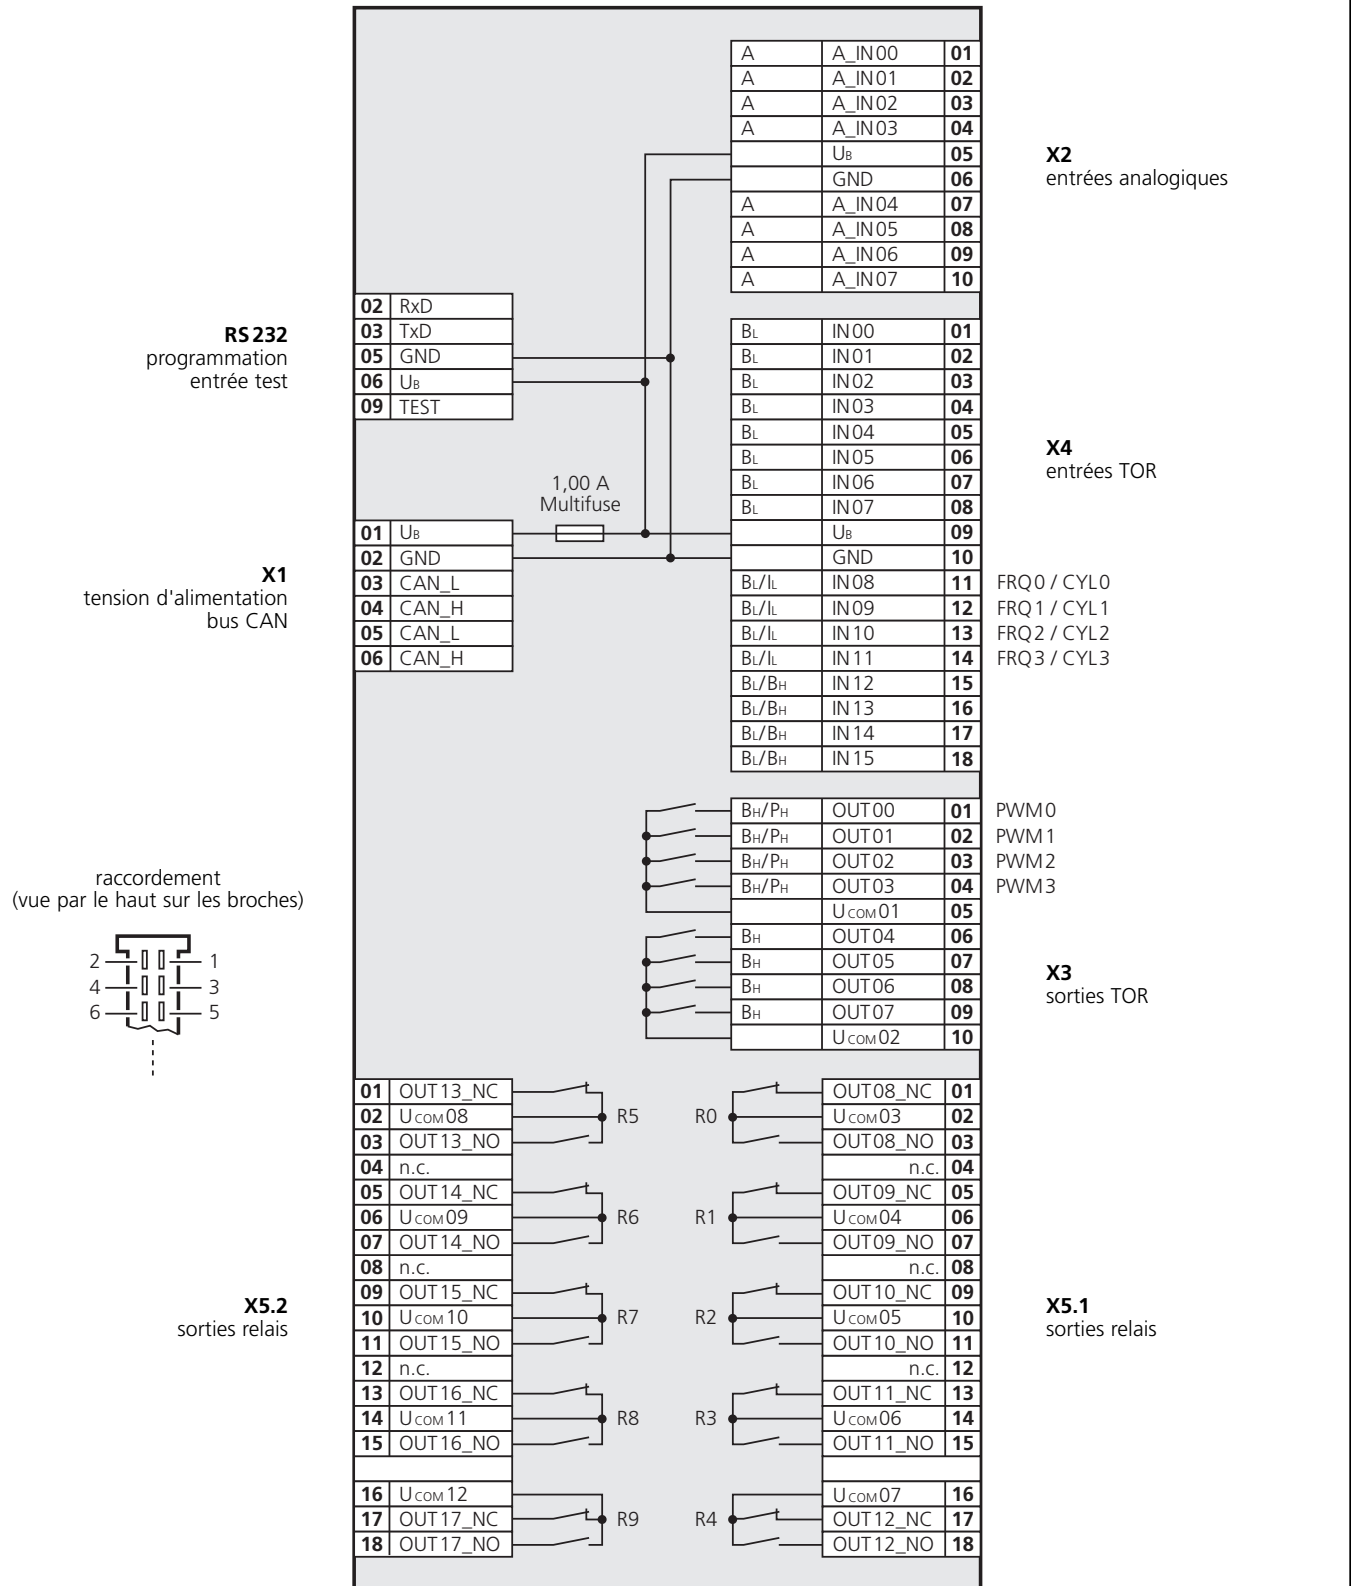 A A_IN00 01
A A_IN01 02
A A_IN02 03
A A_IN03 04
UB 05
GND 06
A A_IN04 07
A A_IN05 08
A A_IN06 09
A A_IN07 10
X2
entrées analogiques
RS232
programmation
entrée test
02 RxD
03 TxD
05 GND
06 UB
09 TEST
BL IN00 01
BL IN01 02
BL IN02 03
BL IN03 04
BL IN04 05
BL IN05 06
BL IN06 07
BL IN07 08
UB 09
GND 10
BL/IL IN08 11 FRQ0 / CYL0
BL/IL IN09 12 FRQ1 / CYL1
BL/IL IN10 13 FRQ2 / CYL2
BL/IL IN11 14 FRQ3 / CYL3
BL/BH IN12 15
BL/BH IN13 16
BL/BH IN14 17
BL/BH IN15 18
X4
entrées TOR
1,00 A
Multifuse
X1
tension d'alimentation
bus CAN
01 UB
02 GND
03 CAN_L
04 CAN_H
05 CAN_L
06 CAN_H
BH/PH OUT00 01 PWM0
BH/PH OUT01 02 PWM1
BH/PH OUT02 03 PWM2
BH/PH OUT03 04 PWM3
UCOM01 05
BH OUT04 06
BH OUT05 07
BH OUT06 08
BH OUT07 09
UCOM02 10
X3
sorties TOR
raccordement
(vue par le haut sur les broches)
2 1
4 3
6 5
X5.2
sorties relais
01 OUT13_NC
02 UCOM08 R5
03 OUT13_NO
04 n.c.
05 OUT14_NC
06 UCOM09 R6
07 OUT14_NO
08 n.c.
09 OUT15_NC
10 UCOM10 R7
11 OUT15_NO
12 n.c.
13 OUT16_NC
14 UCOM11 R8
15 OUT16_NO
16 UCOM12
17 OUT17_NC R9
18 OUT17_NO
OUT08_NC 01
R0 UCOM03 02
OUT08_NO 03
n.c. 04
OUT09_NC 05
R1 UCOM04 06
OUT09_NO 07
n.c. 08
OUT10_NC 09
R2 UCOM05 10
OUT10_NO 11
n.c. 12
OUT11_NC 13
R3 UCOM06 14
OUT11_NO 15
UCOM07 16
R4 OUT12_NC 17
OUT12_NO 18
X5.1
sorties relais